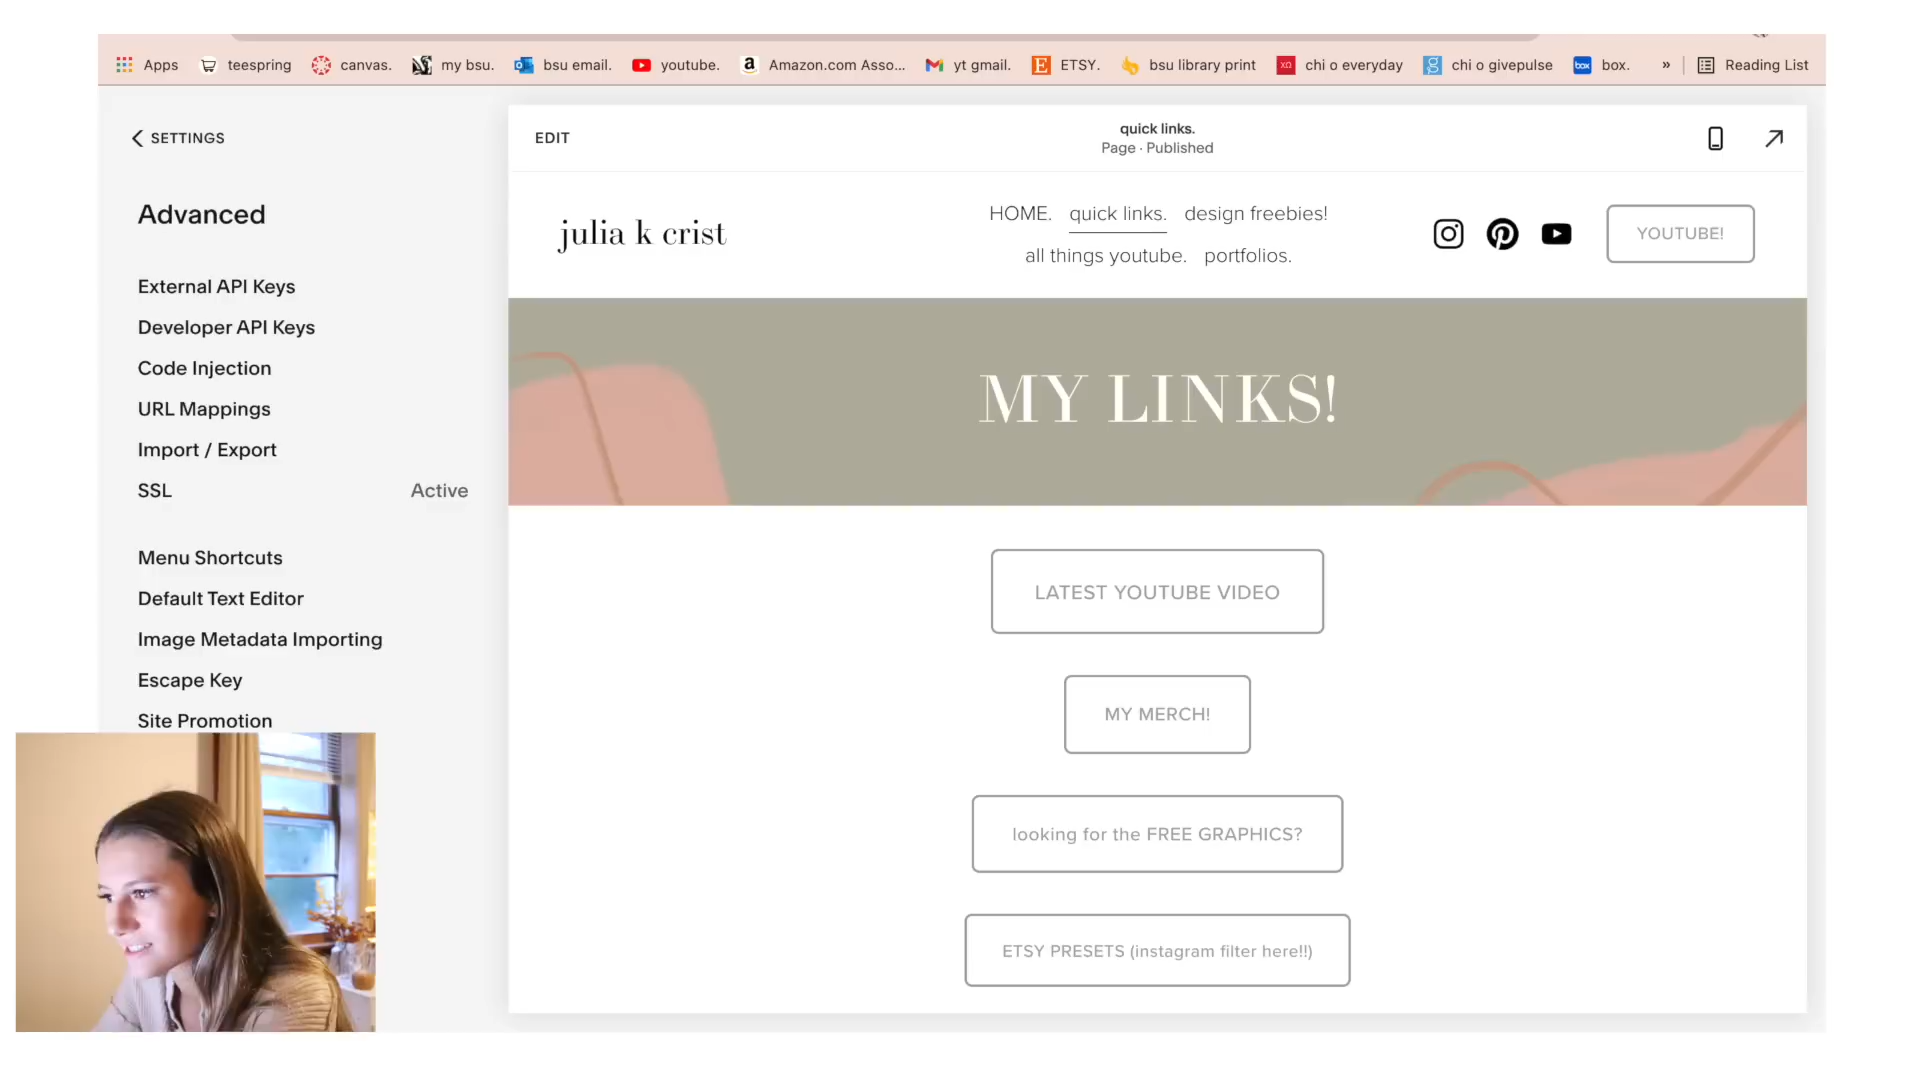 Apps teespring canvas. my bsu. bsu email. youtube. Amazon.com Asso... yt gmail. ETSY. bsu library print chi o everyday chi o givepulse box. » Reading List
SETTINGS
Advanced
External API Keys
Developer API Keys
Code Injection
URL Mappings
Import / Export
SSL Active
Menu Shortcuts
Default Text Editor
Image Metadata Importing
Escape Key
Site Promotion
EDIT
quick links.
Page · Published
julia k crist
HOME. quick links. design freebies!
all things youtube. portfolios.
YOUTUBE!
MY LINKS!
LATEST YOUTUBE VIDEO
MY MERCH!
looking for the FREE GRAPHICS?
ETSY PRESETS (instagram filter here!!)